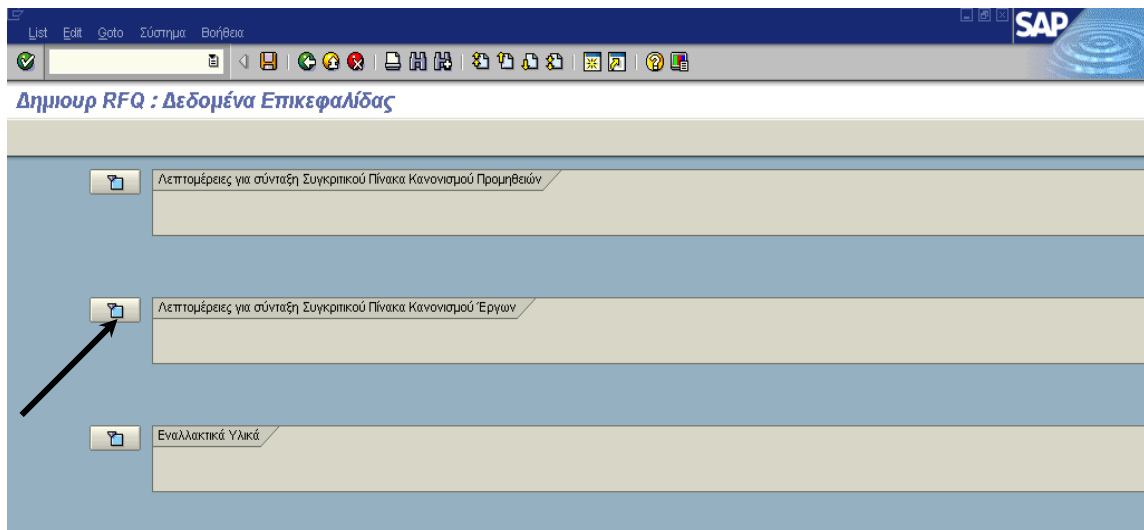 List Edit Goto Σύστημα Βοήθεια
SAP
Δημιουρ RFQ : Δεδομένα Επικεφαλίδας
Λεπτομέρειες για σύνταξη Συγκριτικού Πίνακα Κανονισμού Προμηθειών
Λεπτομέρειες για σύνταξη Συγκριτικού Πίνακα Κανονισμού Έργων
Εναλλακτικά Υλικά